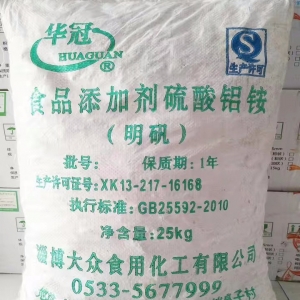 华冠
HUAGUAN
®
QS
生产许可
食品添加剂硫酸铝铵
(明矾)
批号: 保质期:1年
生产许可证号:XK13-217-16168
执行标准:GB25592-2010
净含量:25kg
淄博大众食用化工有限公司
0533-5677999